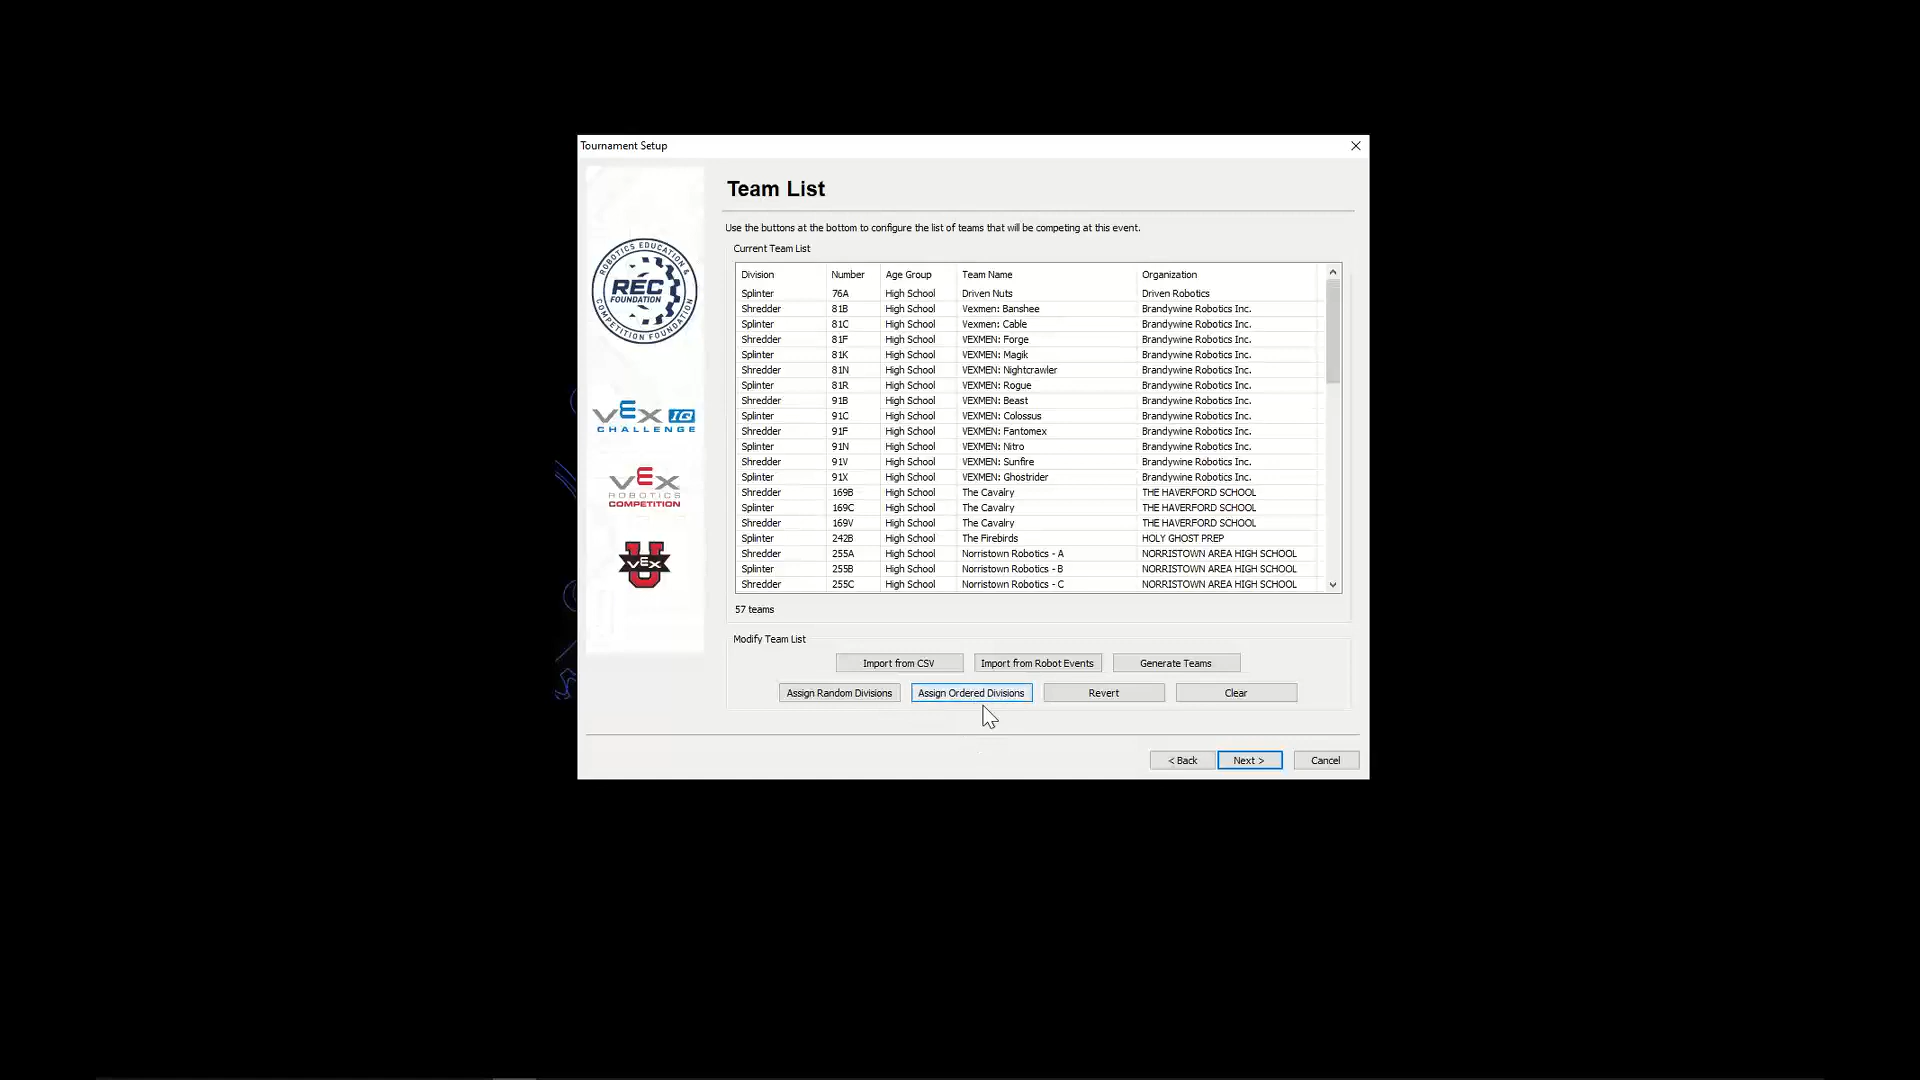 Tournament Setup
Team List
Use the buttons at the bottom to configure the list of teams that will be competing at this event.
Current Team List
Division Number Age Group Team Name Organization
Splinter 76A High School Driven Nuts Driven Robotics
Shredder 81B High School Vexmen: Banshee Brandywine Robotics Inc.
Splinter 81C High School Vexmen: Cable Brandywine Robotics Inc.
Shredder 81F High School VEXMEN: Forge Brandywine Robotics Inc.
Splinter 81K High School VEXMEN: Magik Brandywine Robotics Inc.
Shredder 81N High School VEXMEN: Nightcrawler Brandywine Robotics Inc.
Splinter 81R High School VEXMEN: Rogue Brandywine Robotics Inc.
Shredder 91B High School VEXMEN: Beast Brandywine Robotics Inc.
Splinter 91C High School VEXMEN: Colossus Brandywine Robotics Inc.
Shredder 91F High School VEXMEN: Fantomex Brandywine Robotics Inc.
Splinter 91N High School VEXMEN: Nitro Brandywine Robotics Inc.
Shredder 91V High School VEXMEN: Sunfire Brandywine Robotics Inc.
Splinter 91X High School VEXMEN: Ghostrider Brandywine Robotics Inc.
Shredder 169B High School The Cavalry THE HAVERFORD SCHOOL
Splinter 169C High School The Cavalry THE HAVERFORD SCHOOL
Shredder 169V High School The Cavalry THE HAVERFORD SCHOOL
Splinter 242B High School The Firebirds HOLY GHOST PREP
Shredder 255A High School Norristown Robotics - A NORRISTOWN AREA HIGH SCHOOL
Splinter 255B High School Norristown Robotics - B NORRISTOWN AREA HIGH SCHOOL
Shredder 255C High School Norristown Robotics - C NORRISTOWN AREA HIGH SCHOOL
57 teams
Modify Team List
Import from CSV Import from Robot Events Generate Teams
Assign Random Divisions Assign Ordered Divisions Revert Clear
< Back Next > Cancel
ROBOTICS EDUCATION &
REC
FOUNDATION
COMPETITION FOUNDATION
VEX IQ
CHALLENGE
VEX
ROBOTICS
COMPETITION
VEX U